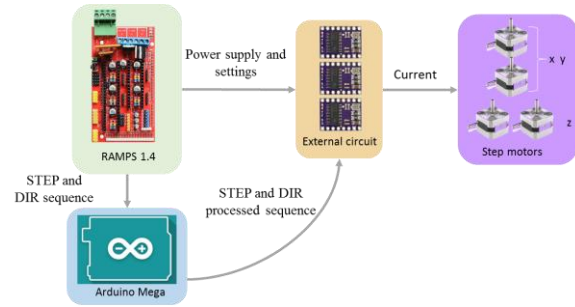 Power supply and
settings
Current
x y
z
RAMPS 1.4
External circuit
Step motors
STEP and
DIR sequence
STEP and DIR
processed sequence
Arduino Mega